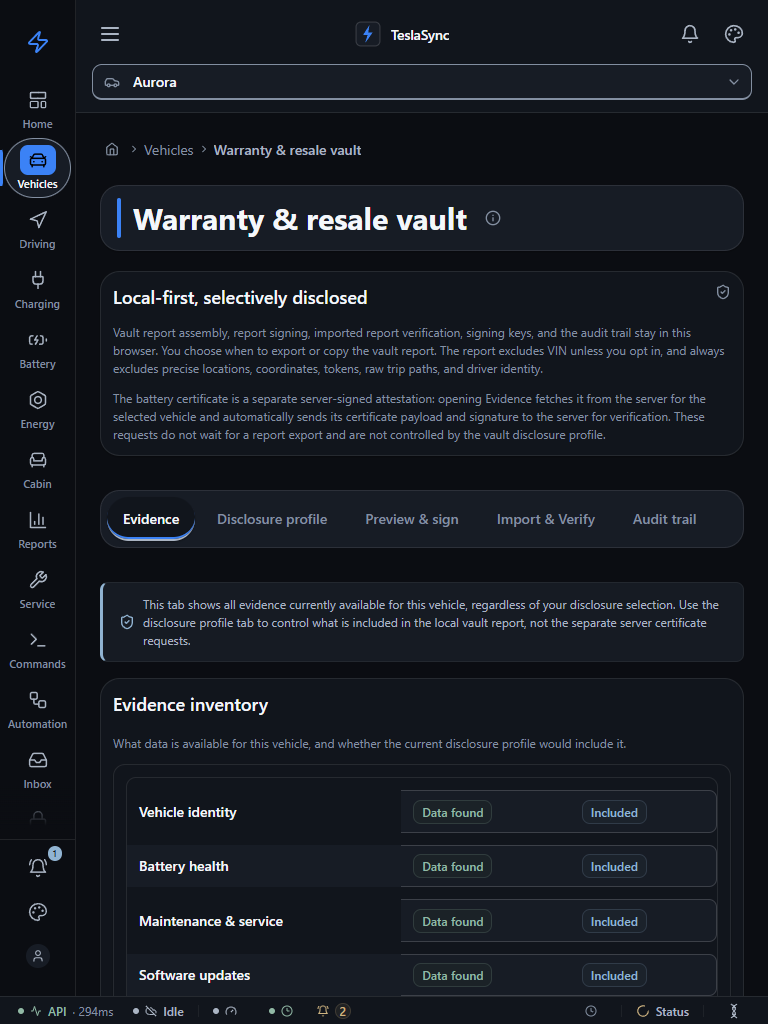 TeslaSync
Aurora
Home
Vehicles
Driving
Charging
Battery
Energy
Cabin
Reports
Service
Commands
Automation
Inbox
1
Vehicles
Warranty & resale vault
Warranty & resale vault
Local-first, selectively disclosed
Vault report assembly, report signing, imported report verification, signing keys, and the audit trail stay in this
browser. You choose when to export or copy the vault report. The report excludes VIN unless you opt in, and always
excludes precise locations, coordinates, tokens, raw trip paths, and driver identity.
The battery certificate is a separate server-signed attestation: opening Evidence fetches it from the server for the
selected vehicle and automatically sends its certificate payload and signature to the server for verification. These
requests do not wait for a report export and are not controlled by the vault disclosure profile.
Evidence
Disclosure profile
Preview & sign
Import & Verify
Audit trail
This tab shows all evidence currently available for this vehicle, regardless of your disclosure selection. Use the
disclosure profile tab to control what is included in the local vault report, not the separate server certificate
requests.
Evidence inventory
What data is available for this vehicle, and whether the current disclosure profile would include it.
Vehicle identity Data found Included
Battery health Data found Included
Maintenance & service Data found Included
Software updates Data found Included
API · 294ms
Idle
2
Status